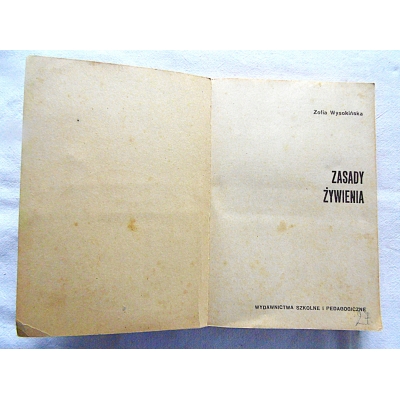 Zofia Wysokińska
ZASADY
ŻYWIENIA
WYDAWNICTWA SZKOLNE I PEDAGOGICZNE